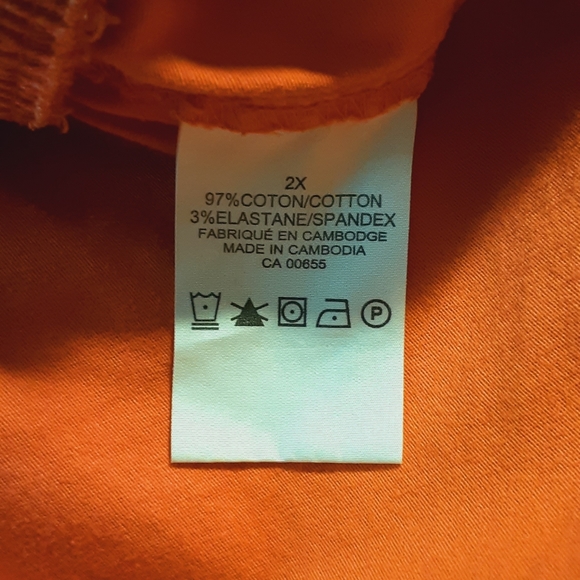 2X
97%COTON/COTTON
3%ELASTANE/SPANDEX
FABRIQUÉ EN CAMBODGE
MADE IN CAMBODIA
CA 00655
P